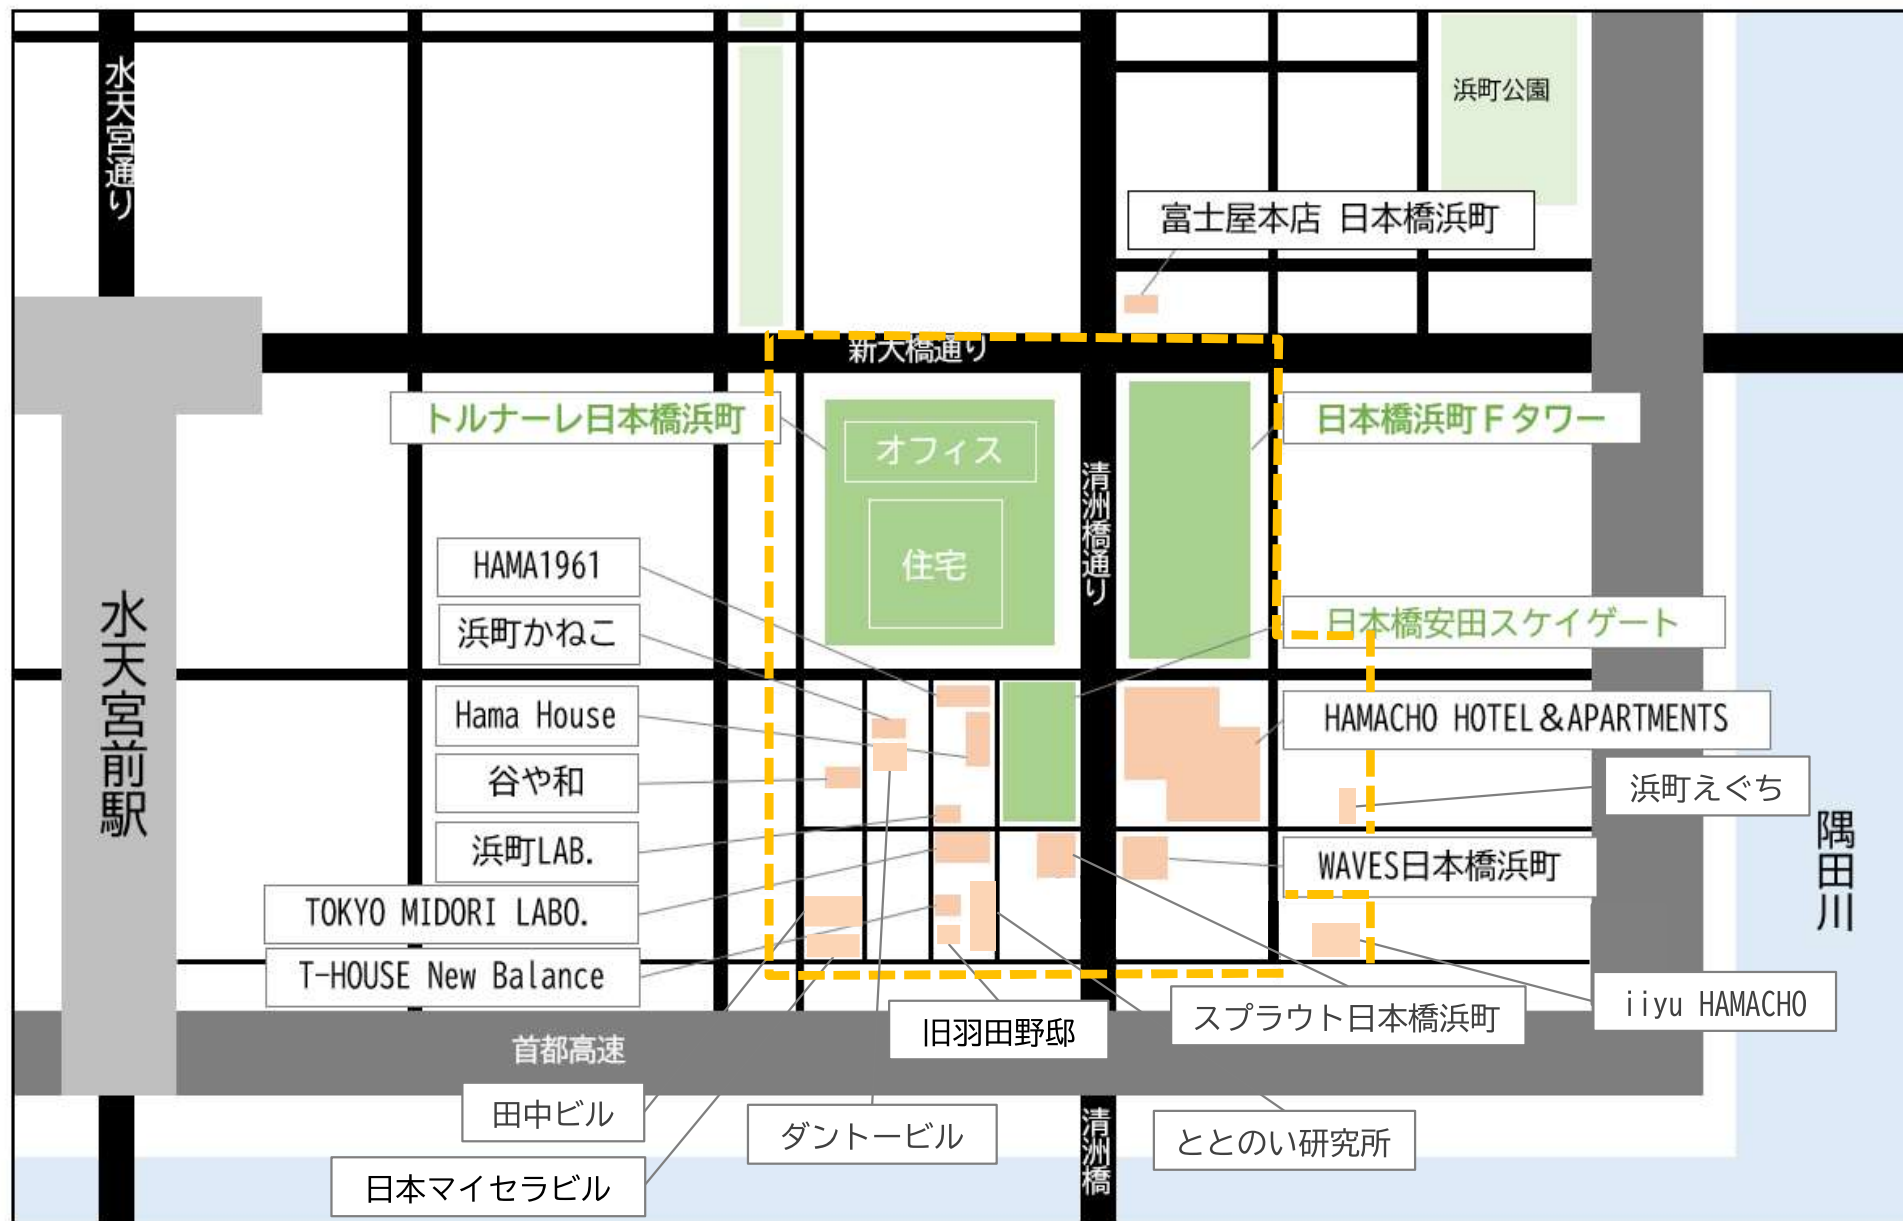 水天宮通り
浜町公園
富士屋本店 日本橋浜町
新大橋通り
トルナーレ日本橋浜町
オフィス
住宅
日本橋浜町Fタワー
清洲橋通り
HAMA1961
浜町かねこ
日本橋安田スケイゲート
Hama House
HAMACHO HOTEL&APARTMENTS
谷や和
浜町えぐち
浜町LAB.
WAVES日本橋浜町
水天宮前駅
隅田川
TOKYO MIDORI LABO.
T-HOUSE New Balance
旧羽田野邸
スプラウト日本橋浜町
iiyu HAMACHO
首都高速
田中ビル
ダントービル
清洲橋
ととのい研究所
日本マイセラビル